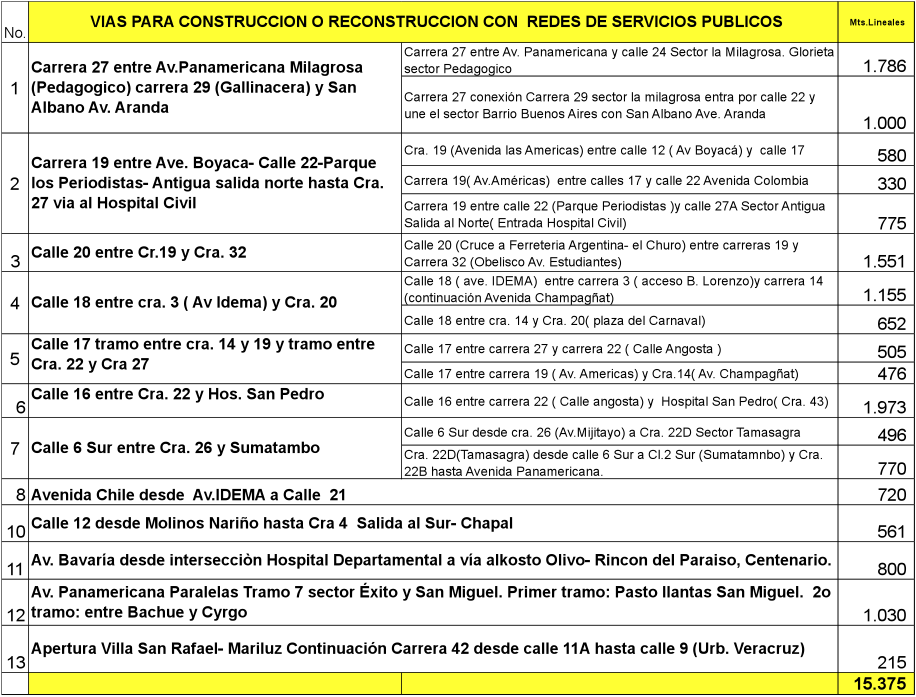 VIAS PARA CONSTRUCCION O RECONSTRUCCION CON  REDES DE SERVICIOS PUBLICOS
Mts.Lineales
No.
1
Carrera 27 entre Av.Panamericana Milagrosa
(Pedagogico) carrera 29 (Gallinacera) y San
Albano Av. Aranda
Carrera 27 entre Av. Panamericana y calle 24 Sector la Milagrosa. Glorieta
sector Pedagogico
1.786
Carrera 27 conexión Carrera 29 sector la milagrosa entra por calle 22 y
une el sector Barrio Buenos Aires con San Albano Ave. Aranda
1.000
2
Carrera 19 entre Ave. Boyaca- Calle 22-Parque
los Periodistas- Antigua salida norte hasta Cra.
27 via al Hospital Civil
Cra. 19 (Avenida las Americas) entre calle 12 ( Av Boyacá) y  calle 17
580
Carrera 19( Av.Américas)  entre calles 17 y calle 22 Avenida Colombia
330
Carrera 19 entre calle 22 (Parque Periodistas )y calle 27A Sector Antigua
Salida al Norte( Entrada Hospital Civil)
775
3
Calle 20 entre Cr.19 y Cra. 32
Calle 20 (Cruce a Ferreteria Argentina- el Churo) entre carreras 19 y
Carrera 32 (Obelisco Av. Estudiantes)
1.551
4
Calle 18 entre cra. 3 ( Av Idema) y Cra. 20
Calle 18 ( ave. IDEMA)  entre carrera 3 ( acceso B. Lorenzo)y carrera 14
(continuación Avenida Champagñat)
1.155
Calle 18 entre cra. 14 y Cra. 20( plaza del Carnaval)
652
5
Calle 17 tramo entre cra. 14 y 19 y tramo entre
Cra. 22 y Cra 27
Calle 17 entre carrera 27 y carrera 22 ( Calle Angosta )
505
Calle 17 entre carrera 19 ( Av. Americas) y Cra.14( Av. Champagñat)
476
6
Calle 16 entre Cra. 22 y Hos. San Pedro
Calle 16 entre carrera 22 ( Calle angosta) y  Hospital San Pedro( Cra. 43)
1.973
7
Calle 6 Sur entre Cra. 26 y Sumatambo
Calle 6 Sur desde cra. 26 (Av.Mijitayo) a Cra. 22D Sector Tamasagra
496
Cra. 22D(Tamasagra) desde calle 6 Sur a Cl.2 Sur (Sumatamnbo) y Cra.
22B hasta Avenida Panamericana.
770
8
Avenida Chile desde  Av.IDEMA a Calle  21
720
10
Calle 12 desde Molinos Nariño hasta Cra 4  Salida al Sur- Chapal
561
11
Av. Bavaría desde intersecciòn Hospital Departamental a vía alkosto Olivo- Rincon del Paraiso, Centenario.
800
12
Av. Panamericana Paralelas Tramo 7 sector Éxito y San Miguel. Primer tramo: Pasto llantas San Miguel.  2o
tramo: entre Bachue y Cyrgo
1.030
13
Apertura Villa San Rafael- Mariluz Continuación Carrera 42 desde calle 11A hasta calle 9 (Urb. Veracruz)
215
15.375